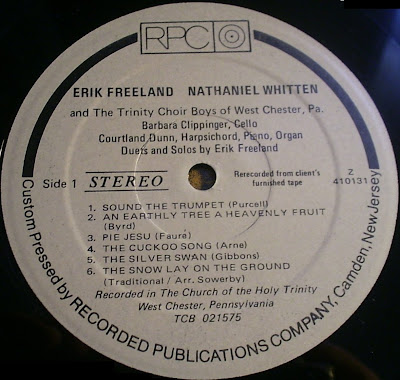 RPC
ERIK FREELAND NATHANIEL WHITTEN
and The Trinity Choir Boys of West Chester, Pa.
Barbara Clippinger, Cello
Courtland Dunn, Harpsichord, Piano, Organ
Duets and Solos by Erik Freeland
Side 1 STEREO
Rerecorded from client's
furnished tape
Z
410131
1. SOUND THE TRUMPET (Purcell)
2. AN EARTHLY TREE A HEAVENLY FRUIT
(Byrd)
3. PIE JESU (Fauré)
4. THE CUCKOO SONG (Arne)
5. THE SILVER SWAN (Gibbons)
6. THE SNOW LAY ON THE GROUND
(Traditional / Arr. Sowerby)
Recorded in The Church of the Holy Trinity
West Chester, Pennsylvania
TCB 021575
Custom Pressed by RECORDED PUBLICATIONS COMPANY, Camden, New Jersey